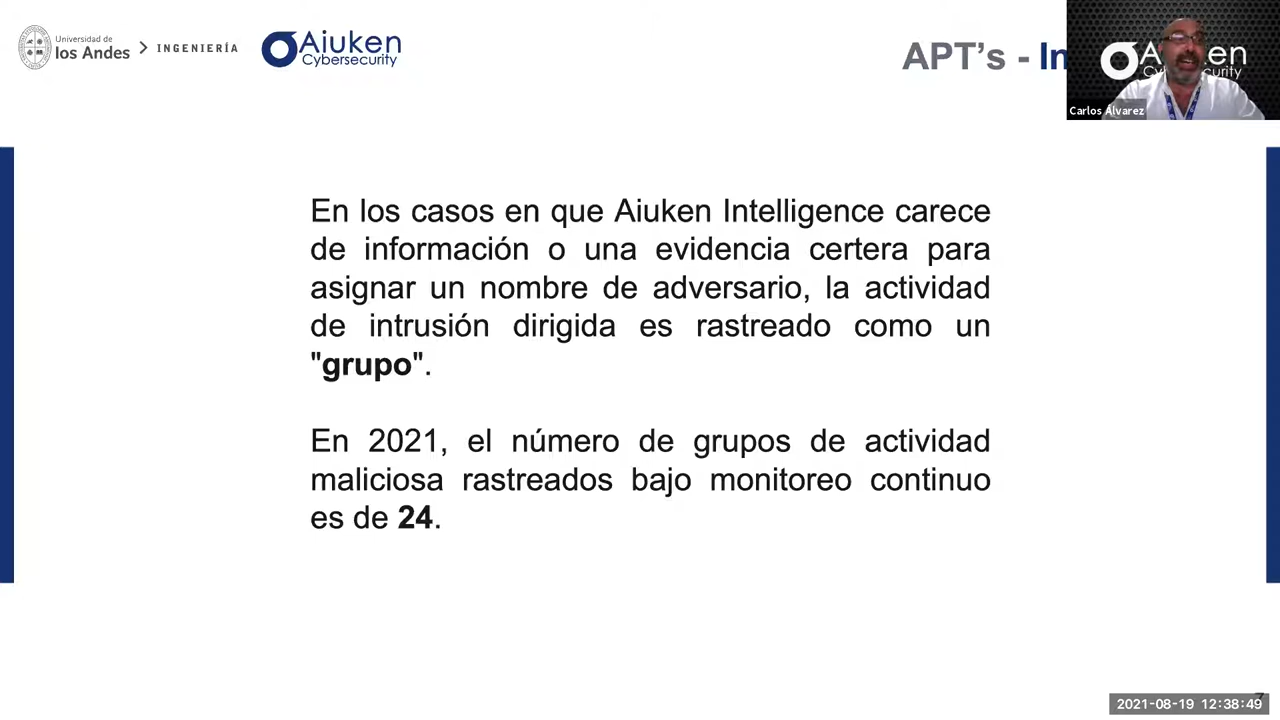 Universidad de
los Andes
INGENIERÍA
Aiuken
Cybersecurity
APT's -
Carlos Álvarez
En los casos en que Aiuken Intelligence carece
de información o una evidencia certera para
asignar un nombre de adversario, la actividad
de intrusión dirigida es rastreado como un
"grupo".
En 2021, el número de grupos de actividad
maliciosa rastreados bajo monitoreo continuo
es de 24.
2021-08-19 12:38:49